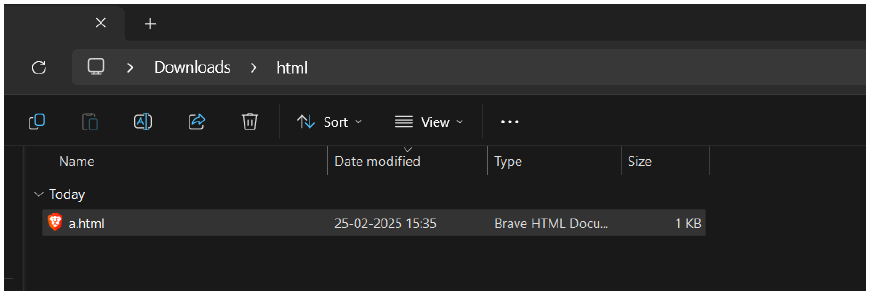 Downloads > html
Sort View ...
Name Date modified Type Size
Today
a.html 25-02-2025 15:35 Brave HTML Docu... 1 KB